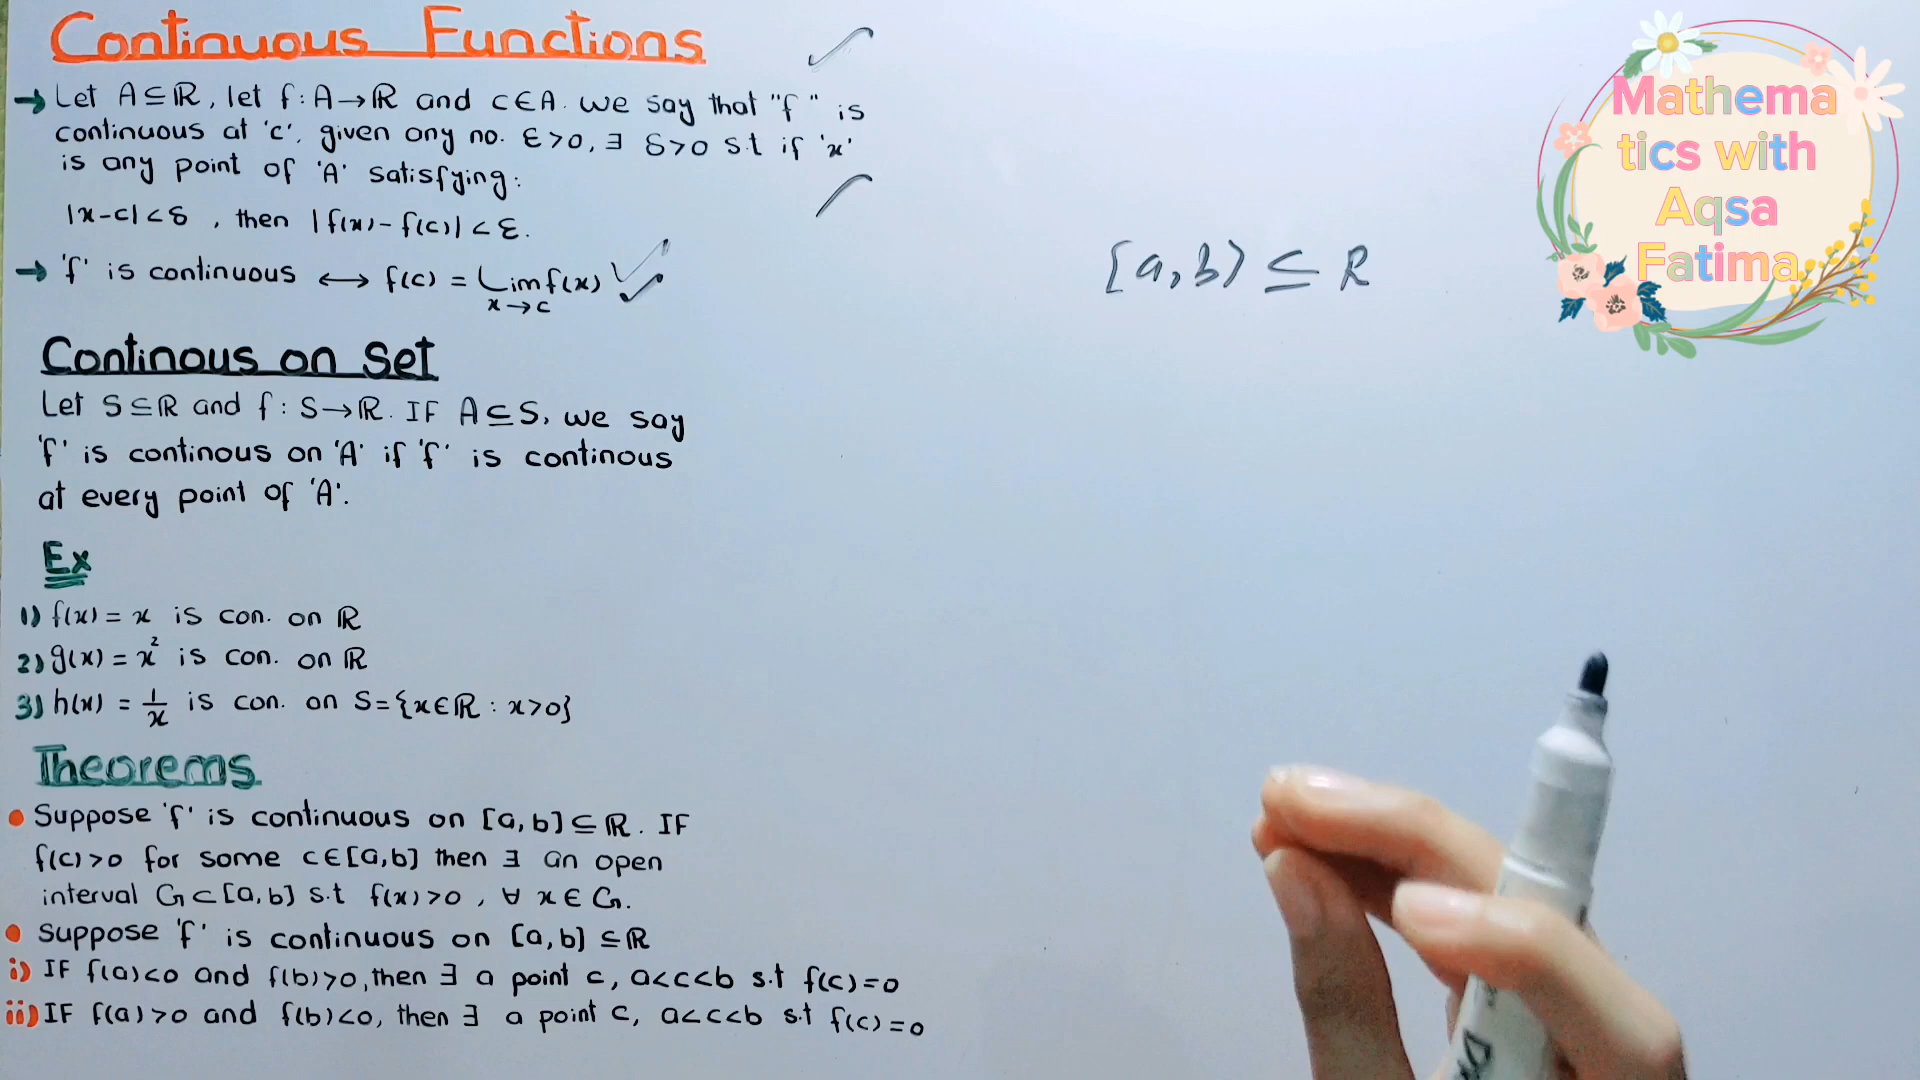 Continuous Functions
→ Let A⊆ℝ, let f:A→ℝ and c∈A. we say that "f" is
continuous at 'c', given any no. ε>0, ∃ δ>0 s.t if 'x'
is any point of 'A' satisfying:
|x-c|<δ , then |f(x)-f(c)|<ε.
→ 'f' is continuous ⟷ f(c) = Lim f(x)
x→c
Continous on Set
Let S⊆ℝ and f: S→ℝ. IF A⊆S, we say
'f' is continous on 'A' if 'f' is continous
at every point of 'A'.
Ex
1) f(x) = x is con. on ℝ
2) g(x) = x² is con. on ℝ
3) h(x) = 1/x is con. on S={x∈ℝ : x>0}
Theorems
• Suppose 'f' is continuous on [a,b]⊆ℝ. IF
f(c)>0 for some c∈[a,b] then ∃ an open
interval G⊂[a,b] s.t f(x)>0, ∀ x∈G.
• Suppose 'f' is continuous on [a,b] ⊆ℝ
i) IF f(a)<0 and f(b)>0, then ∃ a point c, a<c<b s.t f(c)=0
ii) IF f(a)>0 and f(b)<0, then ∃ a point c, a<c<b s.t f(c)=0
[a,b) ⊆ R
Mathema
tics with
Aqsa
Fatima